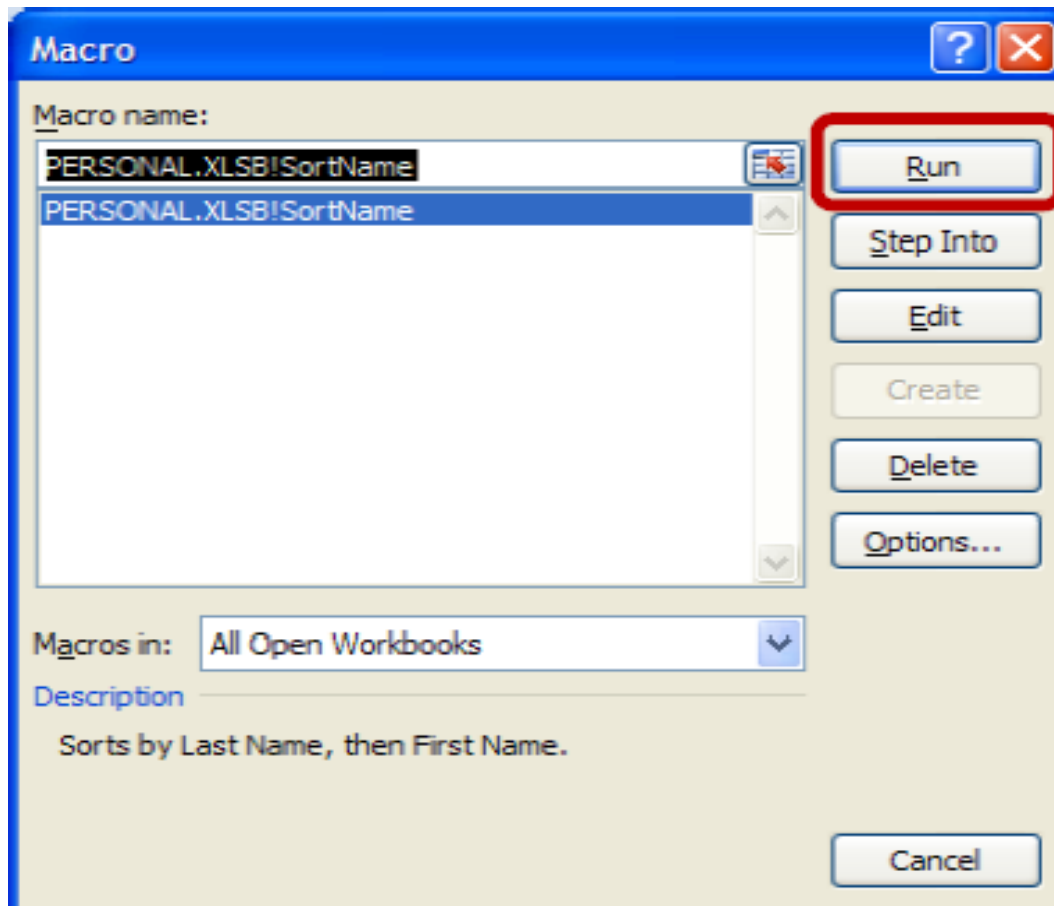 Macro
Macro name:
PERSONAL.XLSB!SortName
PERSONAL.XLSB!SortName
Run
Step Into
Edit
Create
Delete
Options...
Macros in: All Open Workbooks
Description
Sorts by Last Name, then First Name.
Cancel